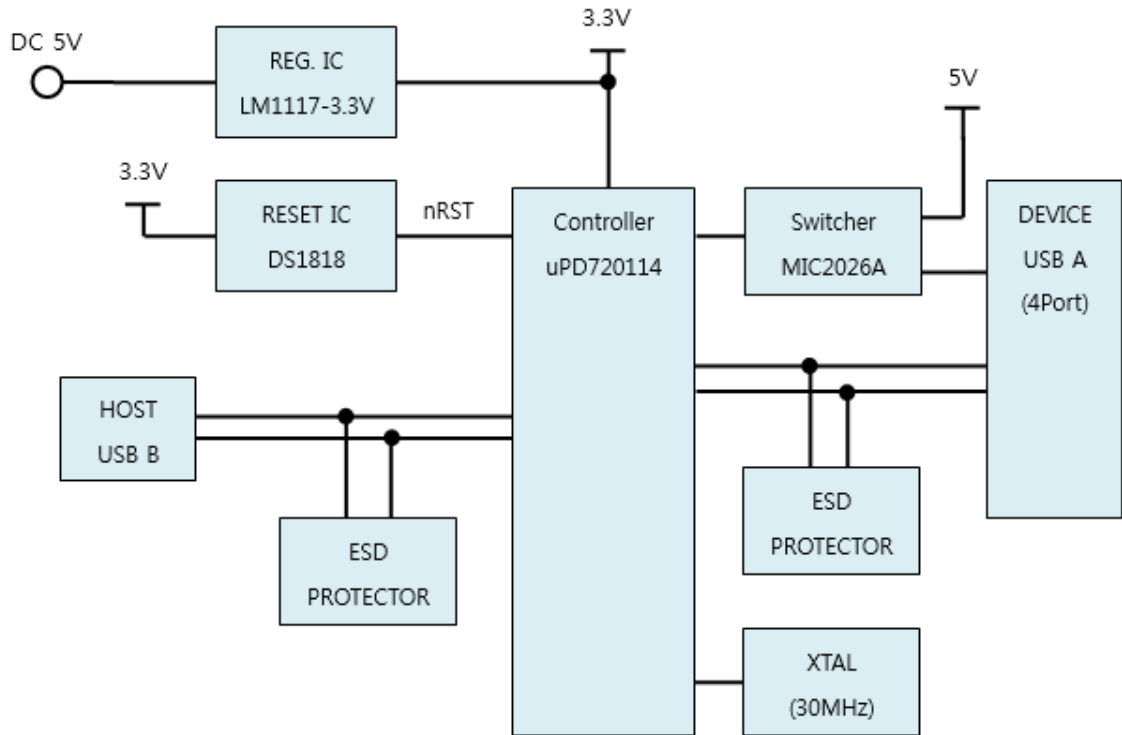 DC 5V
REG. IC
LM1117-3.3V
3.3V
5V
3.3V
RESET IC
DS1818
nRST
Controller
uPD720114
Switcher
MIC2026A
DEVICE
USB A
(4Port)
HOST
USB B
ESD
PROTECTOR
ESD
PROTECTOR
XTAL
(30MHz)